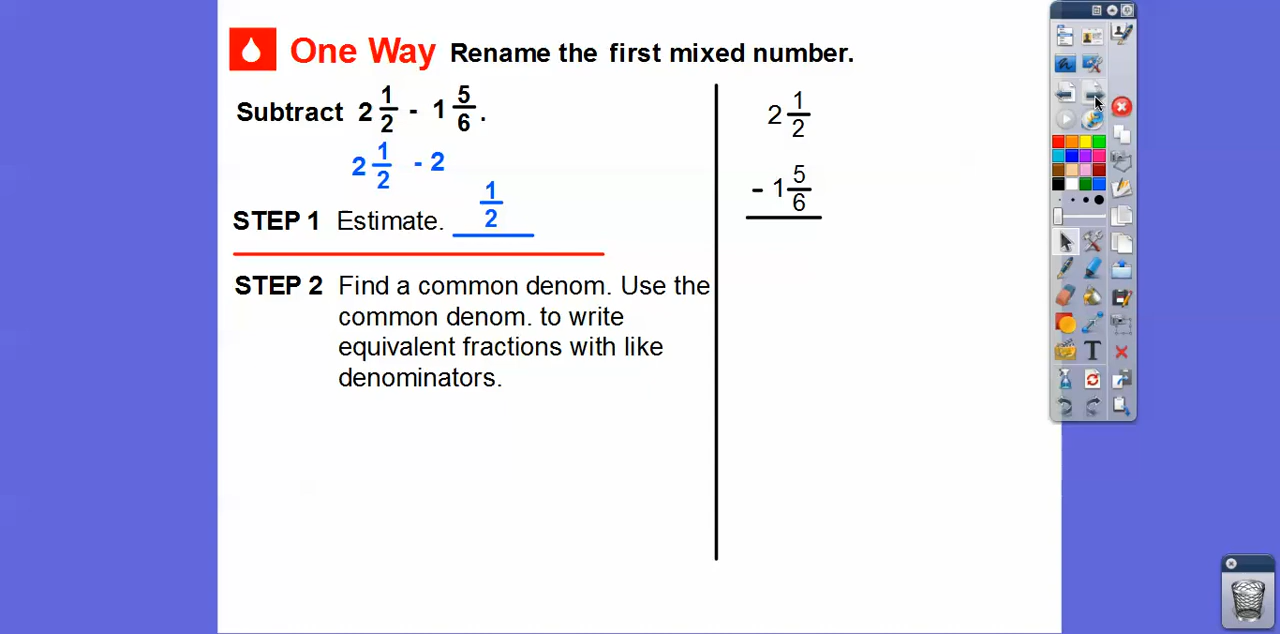 One Way Rename the first mixed number.
Subtract 2 1/2 - 1 5/6.
2 1/2 - 2
STEP 1 Estimate. 1/2
STEP 2 Find a common denom. Use the
common denom. to write
equivalent fractions with like
denominators.
2 1/2
- 1 5/6
T